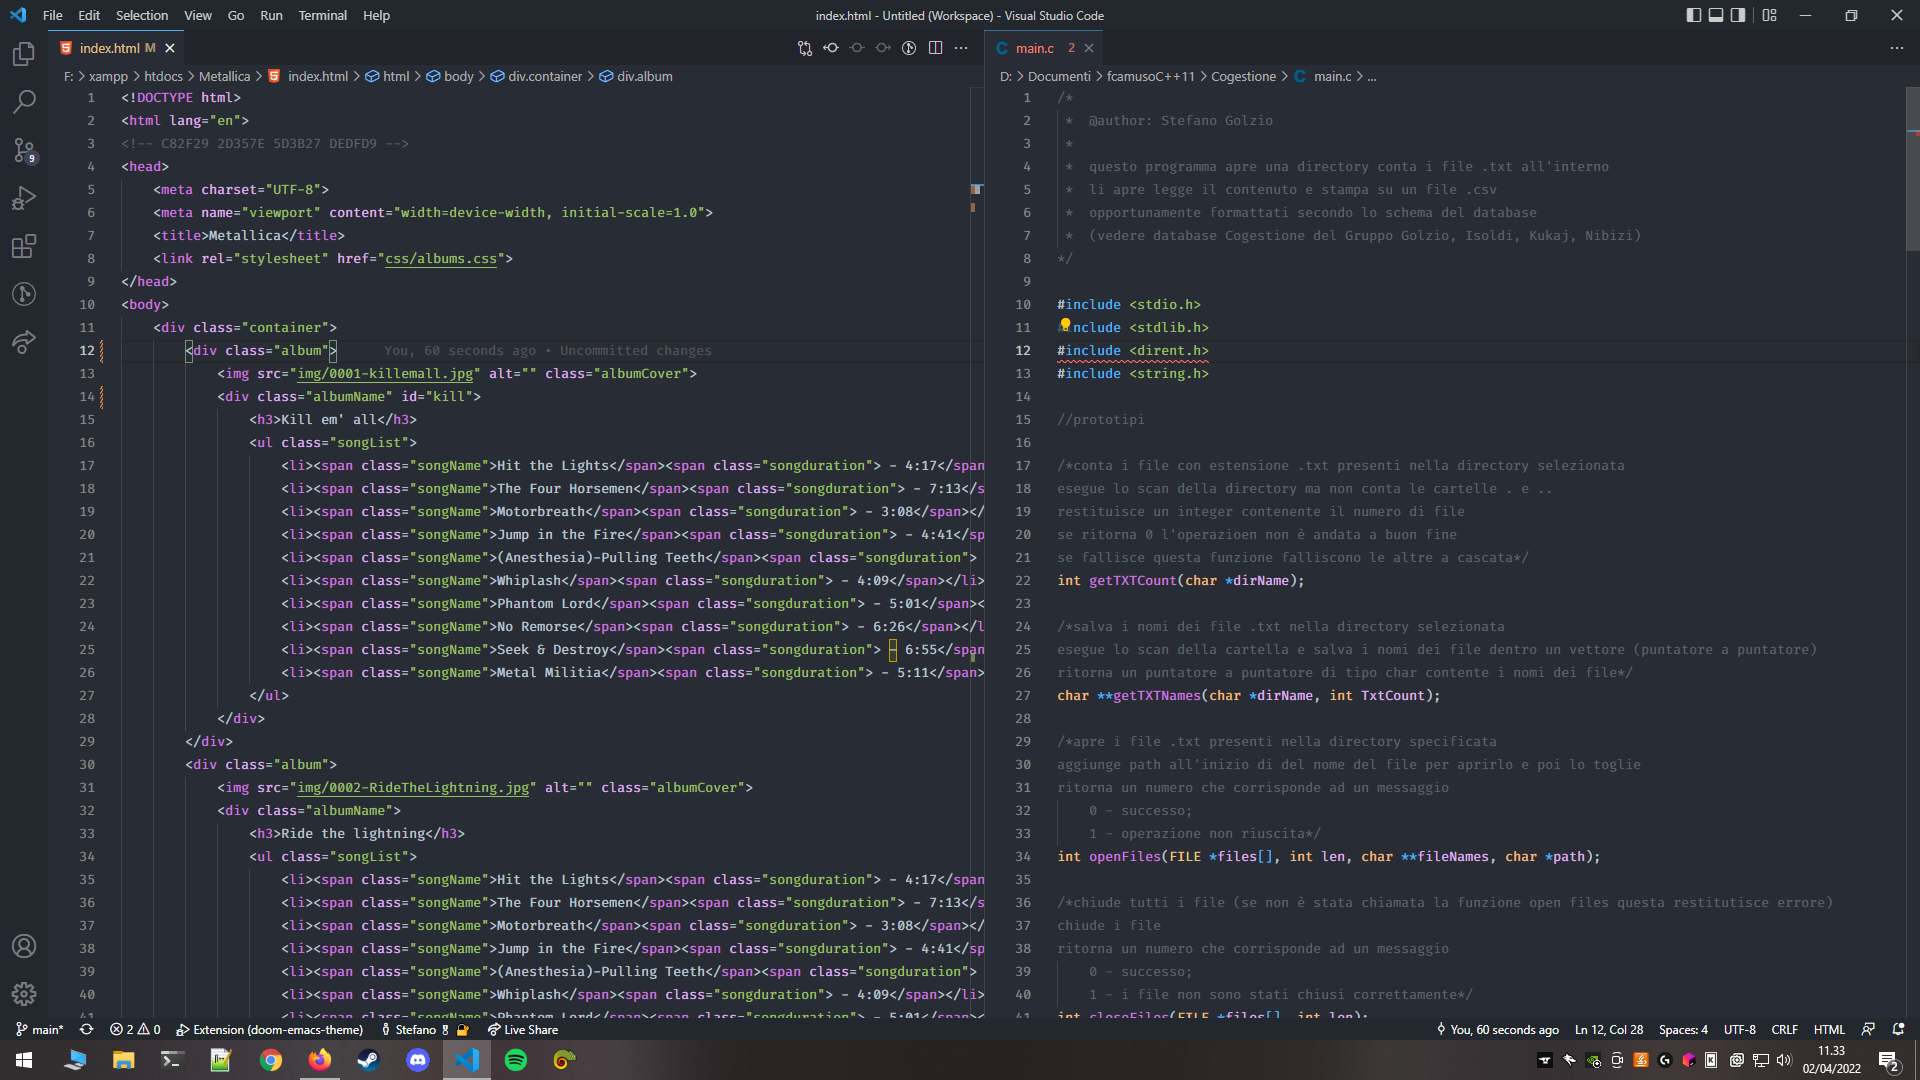 File Edit Selection View Go Run Terminal Help
index.html - Untitled (Workspace) - Visual Studio Code
index.html M
F: > xampp > htdocs > Metallica > index.html > html > body > div.container > div.album
1 <!DOCTYPE html>
2 <html lang="en">
3 <!-- C82F29 2D357E 5D3B27 DEDFD9 -->
4 <head>
5 <meta charset="UTF-8">
6 <meta name="viewport" content="width=device-width, initial-scale=1.0">
7 <title>Metallica</title>
8 <link rel="stylesheet" href="css/albums.css">
9 </head>
10 <body>
11 <div class="container">
12 <div class="album"> You, 60 seconds ago • Uncommitted changes
13 <img src="img/0001-killemall.jpg" alt="" class="albumCover">
14 <div class="albumName" id="kill">
15 <h3>Kill em' all</h3>
16 <ul class="songList">
17 <li><span class="songName">Hit the Lights</span><span class="songduration"> - 4:17</span
18 <li><span class="songName">The Four Horsemen</span><span class="songduration"> - 7:13</s
19 <li><span class="songName">Motorbreath</span><span class="songduration"> - 3:08</span></
20 <li><span class="songName">Jump in the Fire</span><span class="songduration"> - 4:41</sp
21 <li><span class="songName">(Anesthesia)-Pulling Teeth</span><span class="songduration">
22 <li><span class="songName">Whiplash</span><span class="songduration"> - 4:09</span></li>
23 <li><span class="songName">Phantom Lord</span><span class="songduration"> - 5:01</span><
24 <li><span class="songName">No Remorse</span><span class="songduration"> - 6:26</span></l
25 <li><span class="songName">Seek & Destroy</span><span class="songduration"> – 6:55</span
26 <li><span class="songName">Metal Militia</span><span class="songduration"> - 5:11</span>
27 </ul>
28 </div>
29 </div>
30 <div class="album">
31 <img src="img/0002-RideTheLightning.jpg" alt="" class="albumCover">
32 <div class="albumName">
33 <h3>Ride the lightning</h3>
34 <ul class="songList">
35 <li><span class="songName">Hit the Lights</span><span class="songduration"> - 4:17</span
36 <li><span class="songName">The Four Horsemen</span><span class="songduration"> - 7:13</s
37 <li><span class="songName">Motorbreath</span><span class="songduration"> - 3:08</span></
38 <li><span class="songName">Jump in the Fire</span><span class="songduration"> - 4:41</sp
39 <li><span class="songName">(Anesthesia)-Pulling Teeth</span><span class="songduration">
40 <li><span class="songName">Whiplash</span><span class="songduration"> - 4:09</span></li>
41 <li><span class="songName">Phantom Lord</span><span class="songduration"> - 5:01</span><
main.c 2
D: > Documenti > fcamusoC++11 > Cogestione > C main.c > ...
1 /*
2 * @author: Stefano Golzio
3 *
4 * questo programma apre una directory conta i file .txt all'interno
5 * li apre legge il contenuto e stampa su un file .csv
6 * opportunamente formattati secondo lo schema del database
7 * (vedere database Cogestione del Gruppo Golzio, Isoldi, Kukaj, Nibizi)
8 */
9
10 #include <stdio.h>
11 #include <stdlib.h>
12 #include <dirent.h>
13 #include <string.h>
14
15 //prototipi
16
17 /*conta i file con estensione .txt presenti nella directory selezionata
18 esegue lo scan della directory ma non conta le cartelle . e ..
19 restituisce un integer contenente il numero di file
20 se ritorna 0 l'operazioen non è andata a buon fine
21 se fallisce questa funzione falliscono le altre a cascata*/
22 int getTXTCount(char *dirName);
23
24 /*salva i nomi dei file .txt nella directory selezionata
25 esegue lo scan della cartella e salva i nomi dei file dentro un vettore (puntatore a puntatore)
26 ritorna un puntatore a puntatore di tipo char contente i nomi dei file*/
27 char **getTXTNames(char *dirName, int TxtCount);
28
29 /*apre i file .txt presenti nella directory specificata
30 aggiunge path all'inizio di del nome del file per aprirlo e poi lo toglie
31 ritorna un numero che corrisponde ad un messaggio
32 0 - successo;
33 1 - operazione non riuscita*/
34 int openFiles(FILE *files[], int len, char **fileNames, char *path);
35
36 /*chiude tutti i file (se non è stata chiamata la funzione open files questa restitutisce errore)
37 chiude i file
38 ritorna un numero che corrisponde ad un messaggio
39 0 - successo;
40 1 - i file non sono stati chiusi correttamente*/
41 int closeFiles(FILE *files[], int len);
9
main* 2 0 Extension (doom-emacs-theme) Stefano Live Share
You, 60 seconds ago Ln 12, Col 28 Spaces: 4 UTF-8 CRLF HTML
11.33
02/04/2022
2